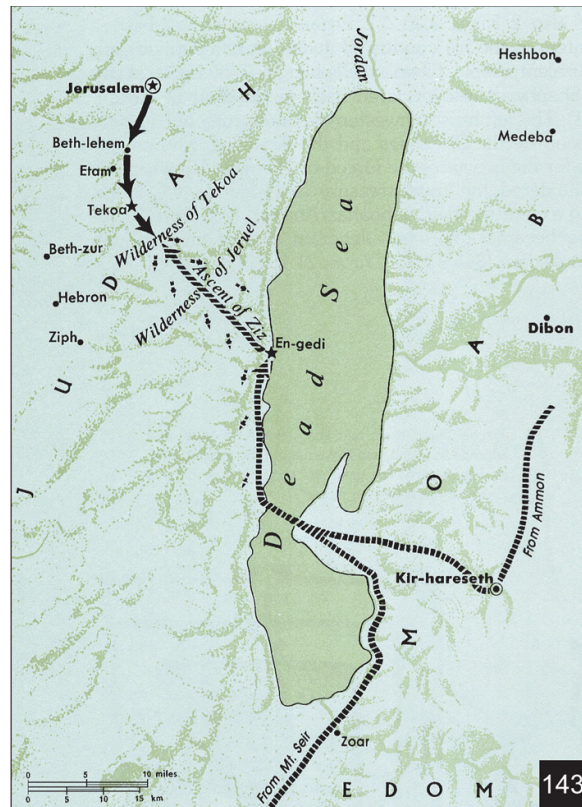 Jordan
Heshbon
Jerusalem
Medeba
Beth-lehem
Etam
Tekoa
Wilderness of Tekoa
Beth-zur
Wilderness of Jeruel
Ascent of Ziz
Hebron
Ziph
En-gedi
Dibon
JUDAH
Dead Sea
MOAB
From Ammon
Kir-hareseth
From Mt. Seir
Zoar
EDOM
0 5 10 miles
0 5 10 15 km
143